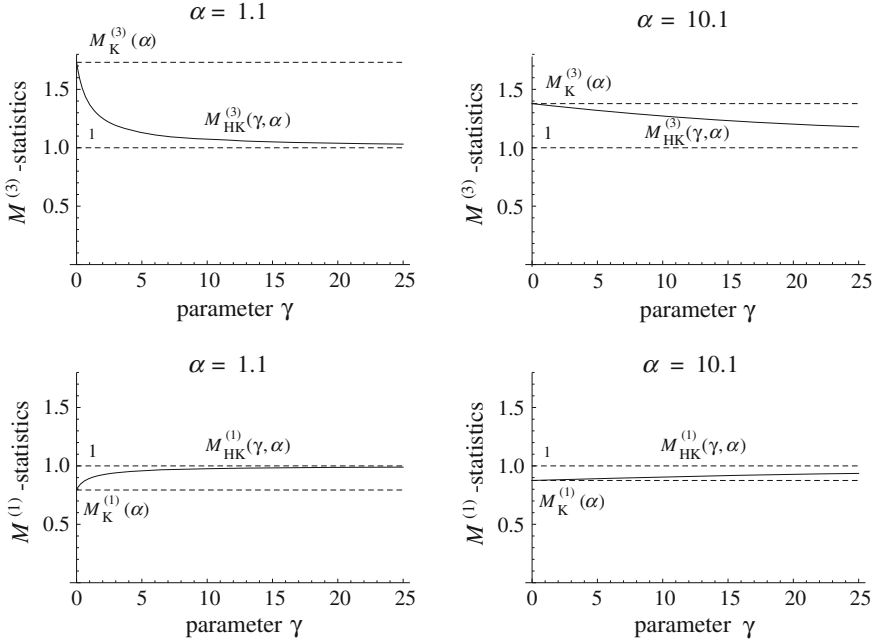 α = 1.1
M_K^(3)(α)
M_HK^(3)(γ,α)
1
1.5
1.0
0.5
M^(3) -statistics
0 5 10 15 20 25
parameter γ
α = 10.1
M_K^(3)(α)
M_HK^(3)(γ,α)
1
1.5
1.0
0.5
M^(3) -statistics
0 5 10 15 20 25
parameter γ
α = 1.1
1
M_HK^(1)(γ,α)
M_K^(1)(α)
1.5
1.0
0.5
M^(1) -statistics
0 5 10 15 20 25
parameter γ
α = 10.1
1
M_HK^(1)(γ,α)
M_K^(1)(α)
1.5
1.0
0.5
M^(1) -statistics
0 5 10 15 20 25
parameter γ